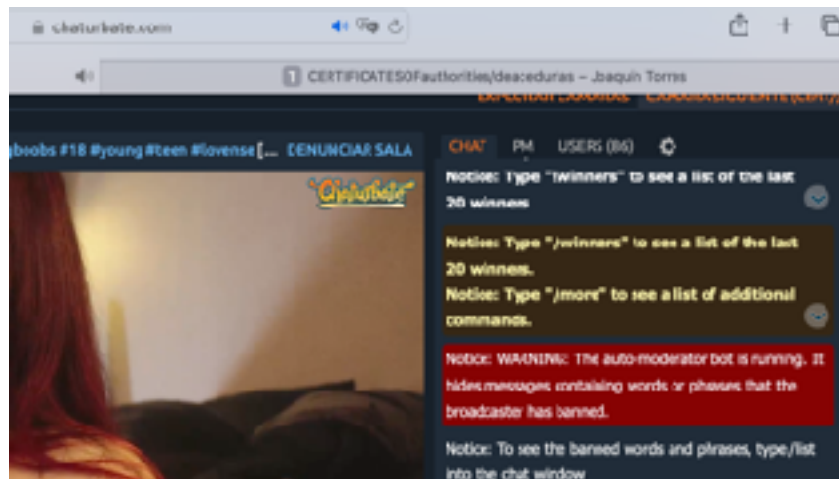 chaturbate.com
1 CERTIFICATESOFauthorities/deaceduras – Joaquin Torres
gboobs #18 #young #teen #lovense [... DENUNCIAR SALA
CHAT PM USERS (86)
Chaturbate
Notice: Type "/winners" to see a list of the last
20 winners
Notice: Type "/winners" to see a list of the last
20 winners.
Notice: Type "/more" to see a list of additional
commands.
Notice: WARNING: The auto-moderator bot is running. It
hides messages containing words or phrases that the
broadcaster has banned.
Notice: To see the banned words and phrases, type /list
into the chat window